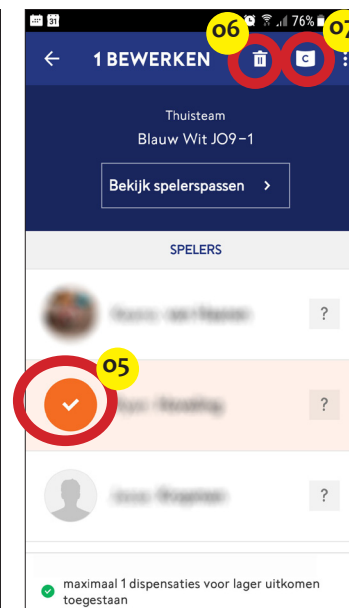 31 76%
06
07
1 BEWERKEN C
Thuisteam
Blauw Wit JO9-1
Bekijk spelerspassen >
SPELERS
?
05
?
?
maximaal 1 dispensaties voor lager uitkomen
toegestaan